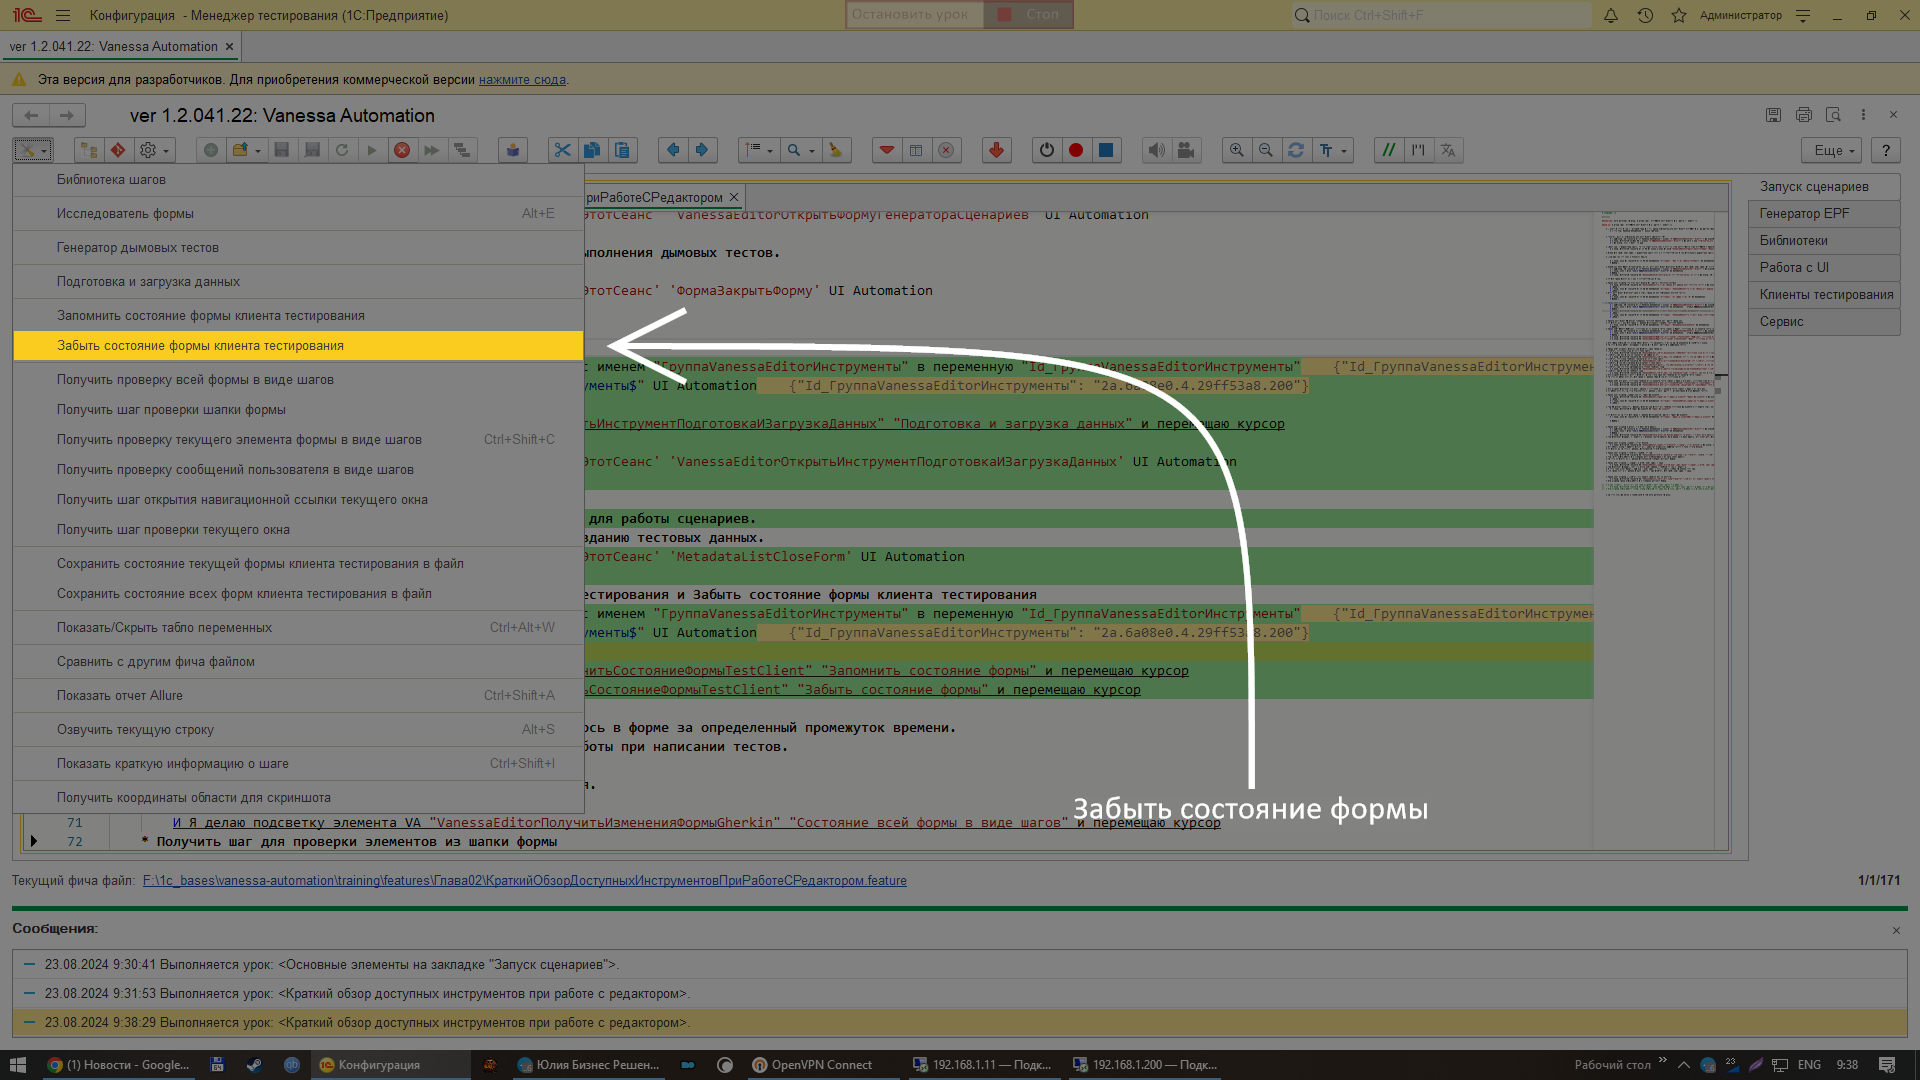 Конфигурация - Менеджер тестирования (1С:Предприятие)
Остановить урок
Стоп
Поиск Ctrl+Shift+F
Администратор
ver 1.2.041.22: Vanessa Automation
Эта версия для разработчиков. Для приобретения коммерческой версии нажмите сюда.
ver 1.2.041.22: Vanessa Automation
Еще
?
Библиотека шагов
Исследователь формы Alt+E
Генератор дымовых тестов
Подготовка и загрузка данных
Запомнить состояние формы клиента тестирования
Забыть состояние формы клиента тестирования
Получить проверку всей формы в виде шагов
Получить шаг проверки шапки формы
Получить проверку текущего элемента формы в виде шагов Ctrl+Shift+C
Получить проверку сообщений пользователя в виде шагов
Получить шаг открытия навигационной ссылки текущего окна
Получить шаг проверки текущего окна
Сохранить состояние текущей формы клиента тестирования в файл
Сохранить состояние всех форм клиента тестирования в файл
Показать/Скрыть табло переменных Ctrl+Alt+W
Сравнить с другим фича файлом
Показать отчет Allure Ctrl+Shift+A
Озвучить текущую строку Alt+S
Показать краткую информацию о шаге Ctrl+Shift+I
Получить координаты области для скриншота
риРаботеСРедактором
ЭтотСеанс' 'VanessaEditorОткрытьФормуГенератораСценариев' UI Automation
ыполнения дымовых тестов.
ЭтотСеанс' 'ФормаЗакрытьФорму' UI Automation
с именем "ГруппаVanessaEditorИнструменты" в переменную "Id_ГруппаVanessaEditorИнструменты" {"Id_ГруппаVanessaEditorИнструмен
ументы$" UI Automation {"Id_ГруппаVanessaEditorИнструменты": "2a.6a08e0.4.29ff53a8.200"}
ьИнструментПодготовкаИЗагрузкаДанных" "Подготовка и загрузка данных" и перемещаю курсор
ЭтотСеанс' 'VanessaEditorОткрытьИнструментПодготовкаИЗагрузкаДанных' UI Automation
для работы сценариев.
зданию тестовых данных.
ЭтотСеанс' 'MetadataListCloseForm' UI Automation
естирования и Забыть состояние формы клиента тестирования
с именем "ГруппаVanessaEditorИнструменты" в переменную "Id_ГруппаVanessaEditorИнструменты" {"Id_ГруппаVanessaEditorИнструмен
ументы$" UI Automation {"Id_ГруппаVanessaEditorИнструменты": "2a.6a08e0.4.29ff53a8.200"}
нитьСостояниеФормыTestClient" "Запомнить состояние формы" и перемещаю курсор
ьСостояниеФормыTestClient" "Забыть состояние формы" и перемещаю курсор
ось в форме за определенный промежуток времени.
боты при написании тестов.
я.
71 И Я делаю подсветку элемента VA "VanessaEditorПолучитьИзмененияФормыGherkin" "Состояние всей формы в виде шагов" и перемещаю курсор
72 * Получить шаг для проверки элементов из шапки формы
Забыть состояние формы
Запуск сценариев
Генератор EPF
Библиотеки
Работа с UI
Клиенты тестирования
Сервис
Текущий фича файл: F:\1c_bases\vanessa-automation\training\features\Глава02\КраткийОбзорДоступныхИнструментовПриРаботеСРедактором.feature
1/1/171
Сообщения:
23.08.2024 9:30:41 Выполняется урок: <Основные элементы на закладке "Запуск сценариев">.
23.08.2024 9:31:53 Выполняется урок: <Краткий обзор доступных инструментов при работе с редактором>.
23.08.2024 9:38:29 Выполняется урок: <Краткий обзор доступных инструментов при работе с редактором>.
(1) Новости - Google...
Конфигурация
Юлия Бизнес Решен...
OpenVPN Connect
192.168.1.11 — Подк...
192.168.1.200 — Подк...
Рабочий стол
23
ENG
9:38